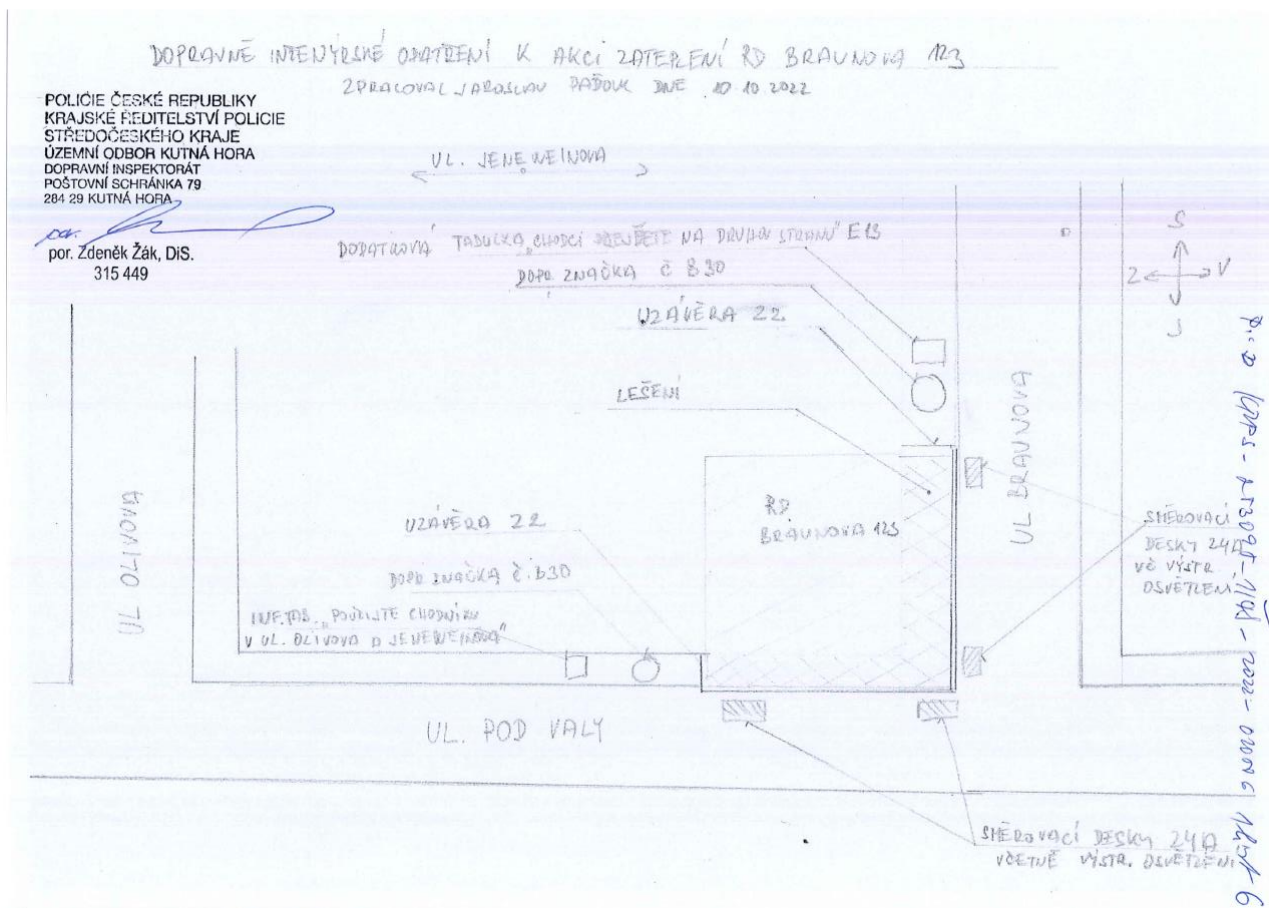 DOPRAVNĚ INTENÝRSKÉ OPATŘENÍ K AKCI ZATEPLENÍ RD BRAUNOVA 123
ZPRACOVAL JAROSLAV DNE 10.10.2022
POLICIE ČESKÉ REPUBLIKY
KRAJSKÉ ŘEDITELSTVÍ POLICIE
STŘEDOČESKÉHO KRAJE
ÚZEMNÍ ODBOR KUTNÁ HORA
DOPRAVNÍ INSPEKTORÁT
POŠTOVNÍ SCHRÁNKA 79
284 29 KUTNÁ HORA
por. Zdeněk Žák, DiS.
315 449
UL. JENEWEINOVA
DODATKOVÁ TABULKA „CHODCI PŘEJDĚTE NA DRUHOU STRANU" E13
DOPR. ZNAČKA Č B30
UZÁVĚRA Z2.
LEŠENÍ
S
Z V
J
UL OLIVOVA
UZÁVĚRA Z2
DOPR ZNAČKA č. B30
INF. TAB. „POUŽIJTE CHODNÍKU
V UL. OLIVOVA A JENEWEINOVA"
RD
BRAUNOVA 123
UL BRAUNOVA
SMĚROVACÍ
DESKY Z4A
VČ VÝSTR.
OSVĚTLENÍ
UL. POD VALY
SMĚROVACÍ DESKY Z4A
VČETNĚ VÝSTR. OSVĚTLENÍ